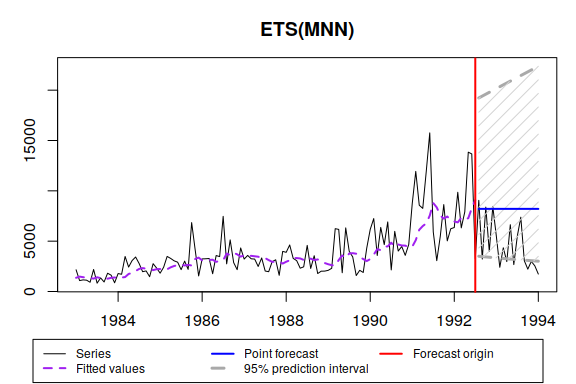 ETS(MNN)
15000
5000
0
1984 1986 1988 1990 1992 1994
Series Point forecast Forecast origin
Fitted values 95% prediction interval